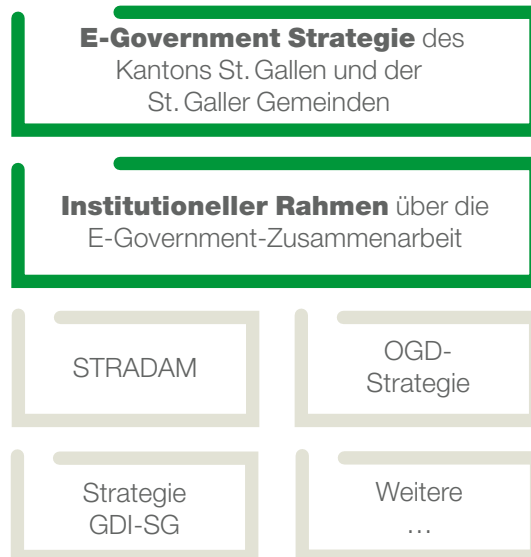 E-Government Strategie des
Kantons St. Gallen und der
St. Galler Gemeinden
Institutioneller Rahmen über die
E-Government-Zusammenarbeit
STRADAM
OGD-
Strategie
Strategie
GDI-SG
Weitere
...